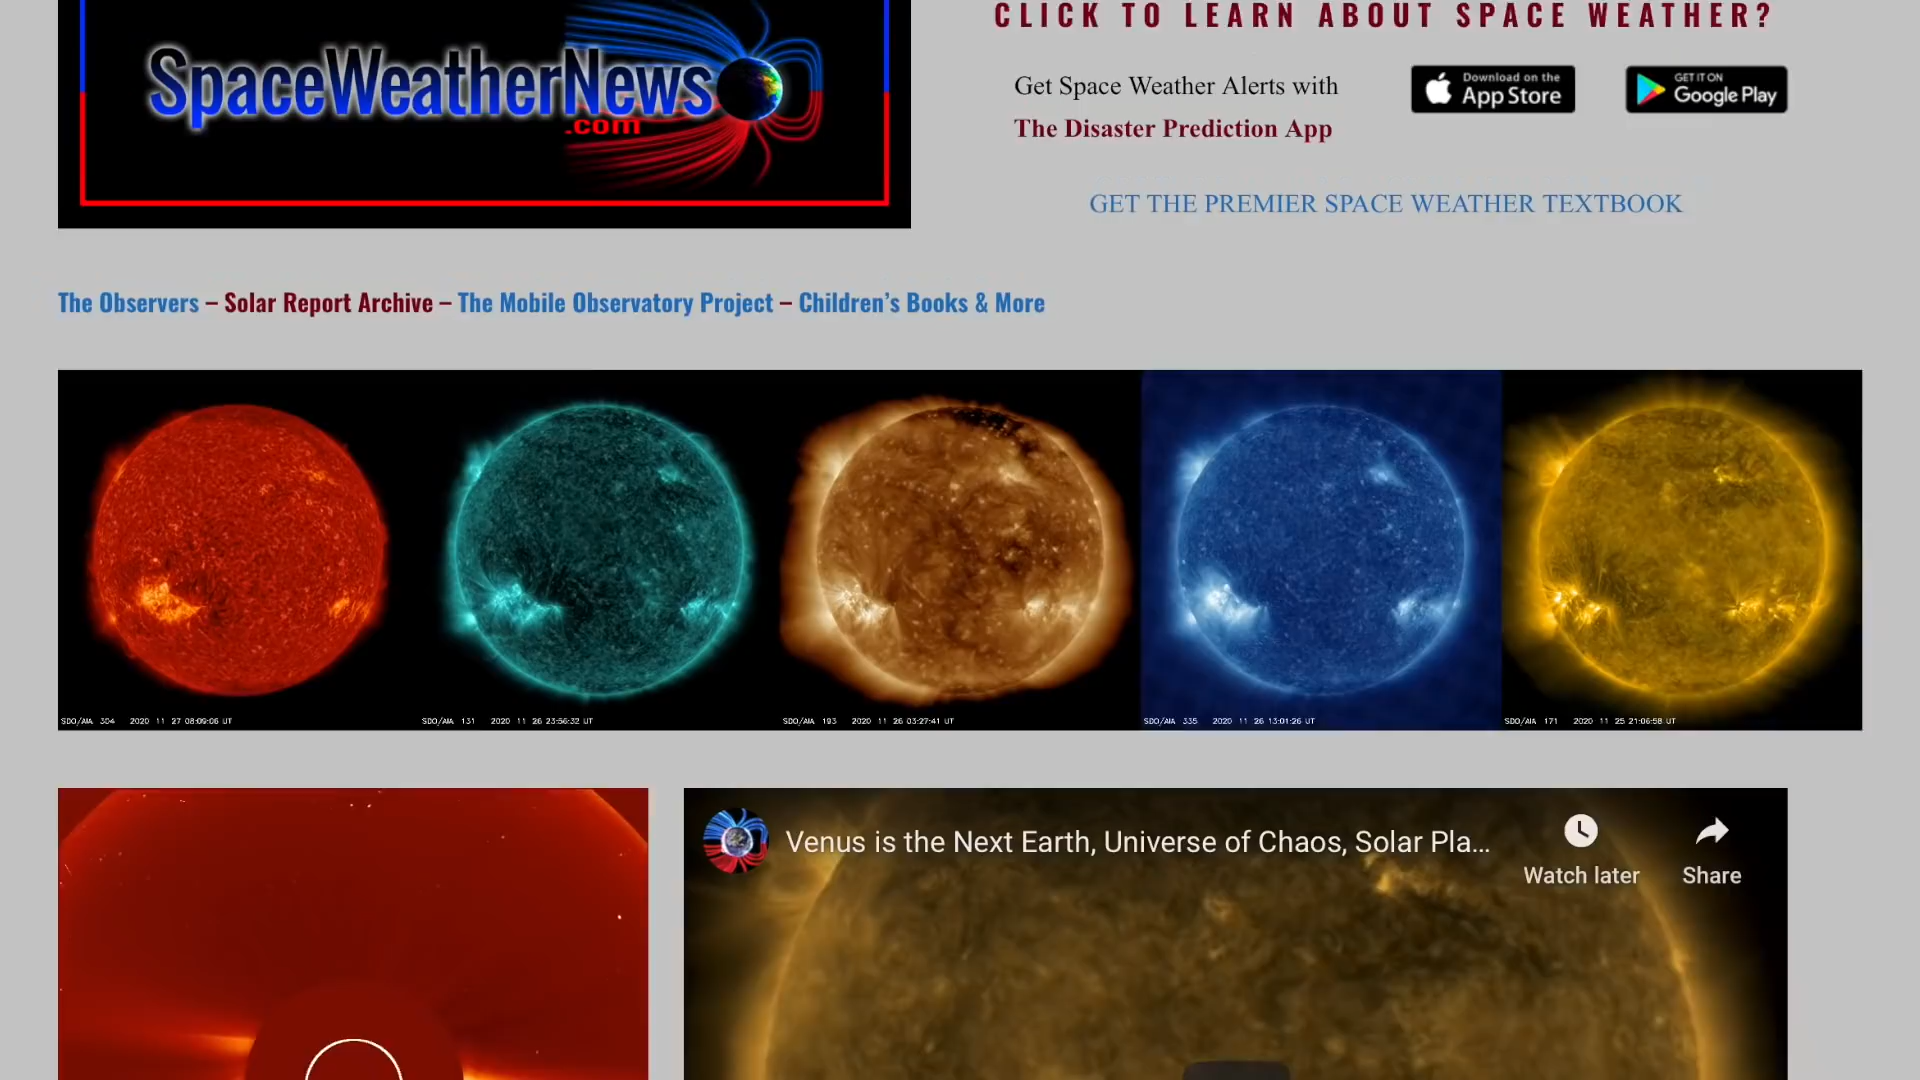 CLICK TO LEARN ABOUT SPACE WEATHER?
SpaceWeatherNews
.com
Get Space Weather Alerts with
The Disaster Prediction App
Download on the
App Store
GET IT ON
Google Play
GET THE PREMIER SPACE WEATHER TEXTBOOK
The Observers – Solar Report Archive – The Mobile Observatory Project – Children's Books & More
SDO/AIA 304 2020 11 27 08:09:06 UT
SDO/AIA 131 2020 11 26 23:56:32 UT
SDO/AIA 193 2020 11 26 03:27:41 UT
SDO/AIA 335 2020 11 26 13:01:26 UT
SDO/AIA 171 2020 11 25 21:06:58 UT
Venus is the Next Earth, Universe of Chaos, Solar Pla...
Watch later
Share